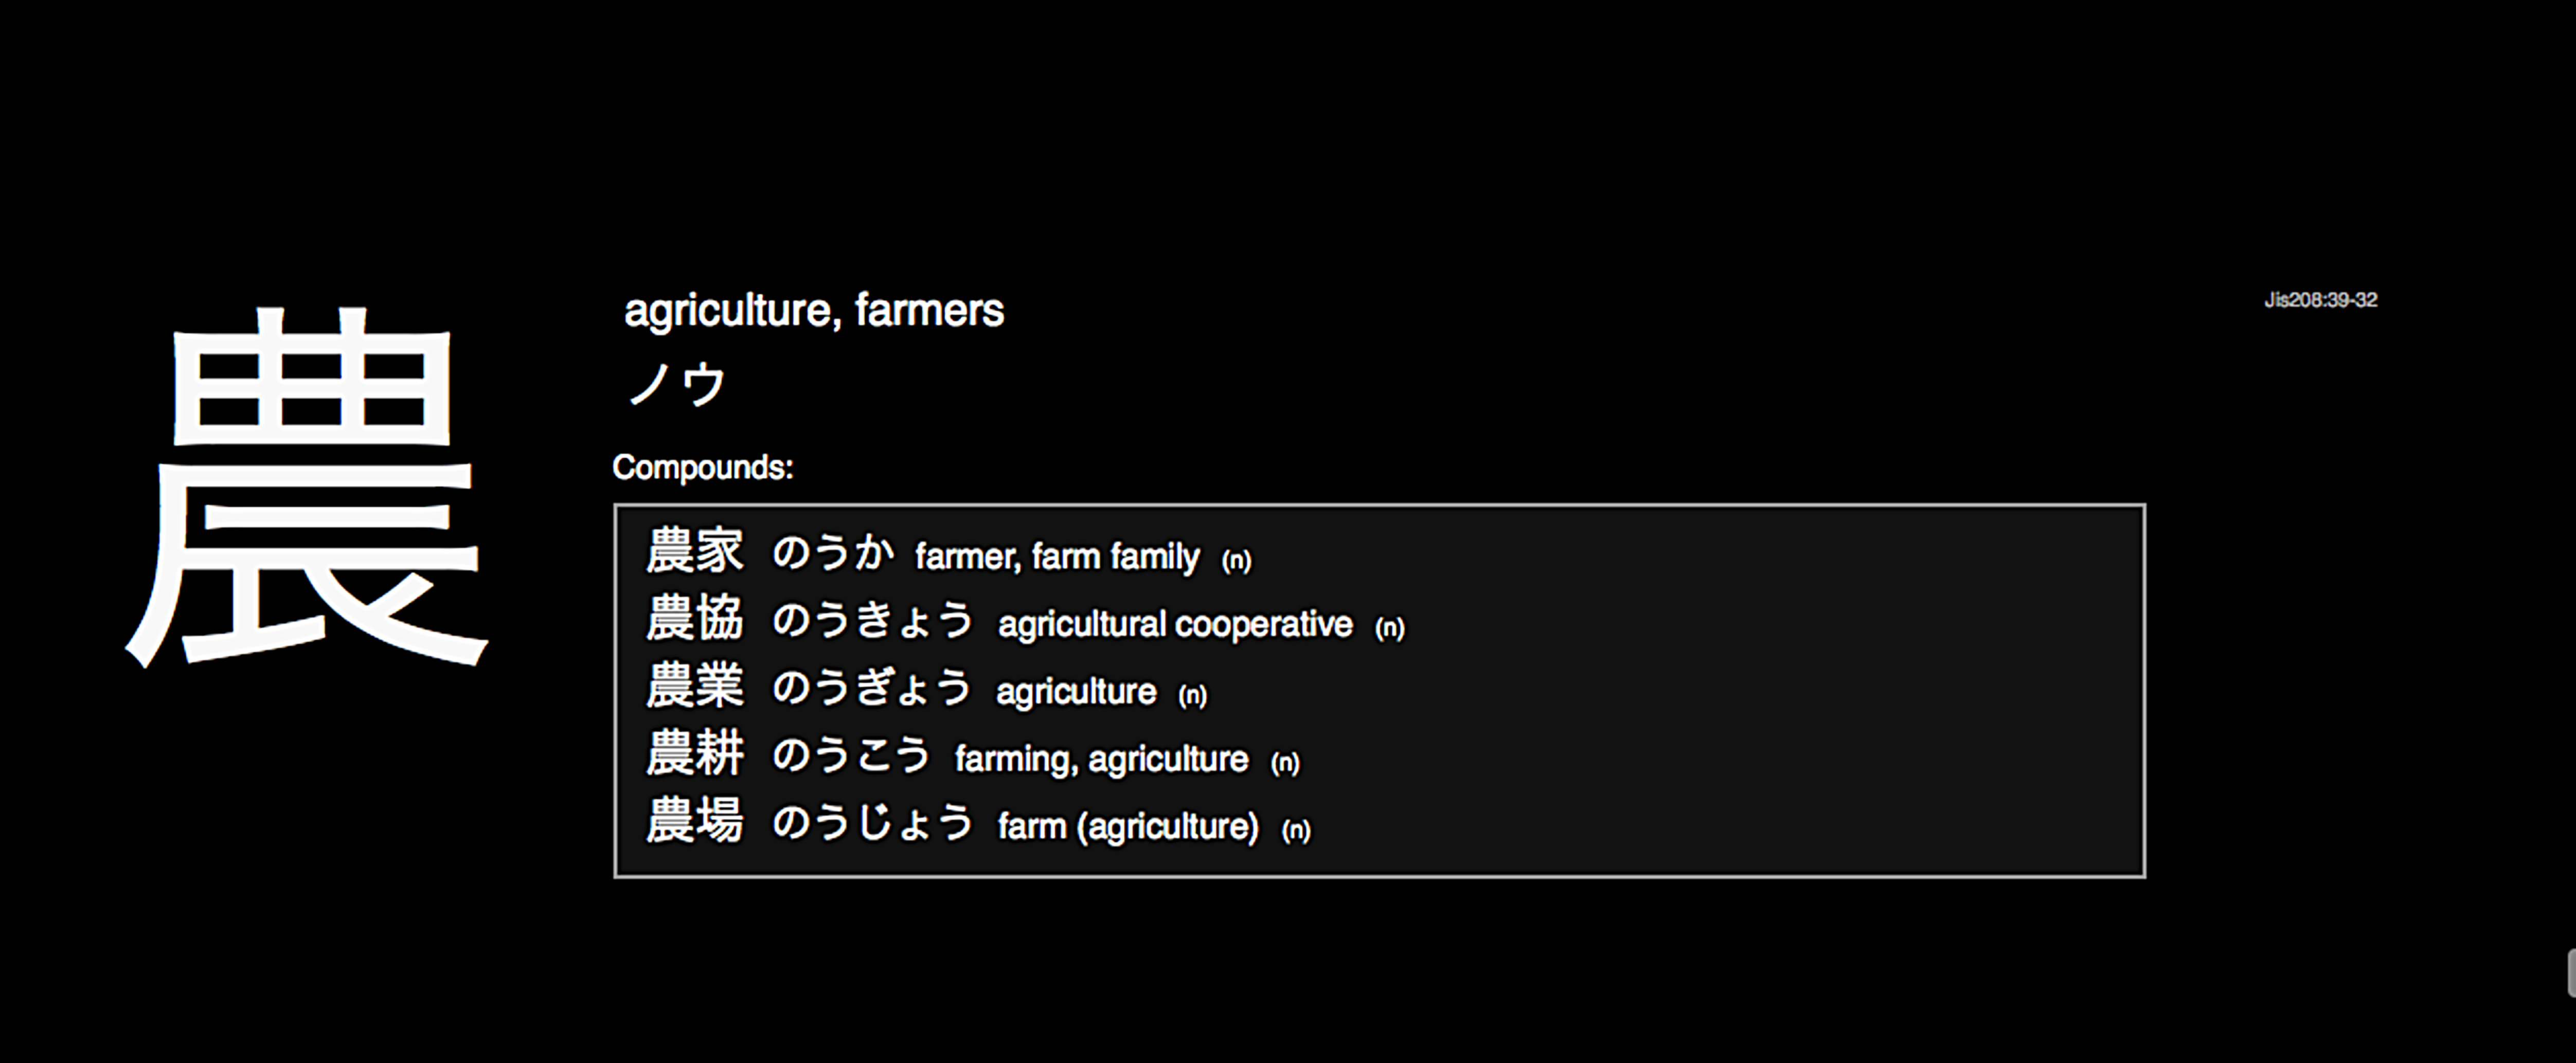 農
agriculture, farmers
Jis208:39-32
ノウ
Compounds:
農家 のうか farmer, farm family (n)
農協 のうきょう agricultural cooperative (n)
農業 のうぎょう agriculture (n)
農耕 のうこう farming, agriculture (n)
農場 のうじょう farm (agriculture) (n)